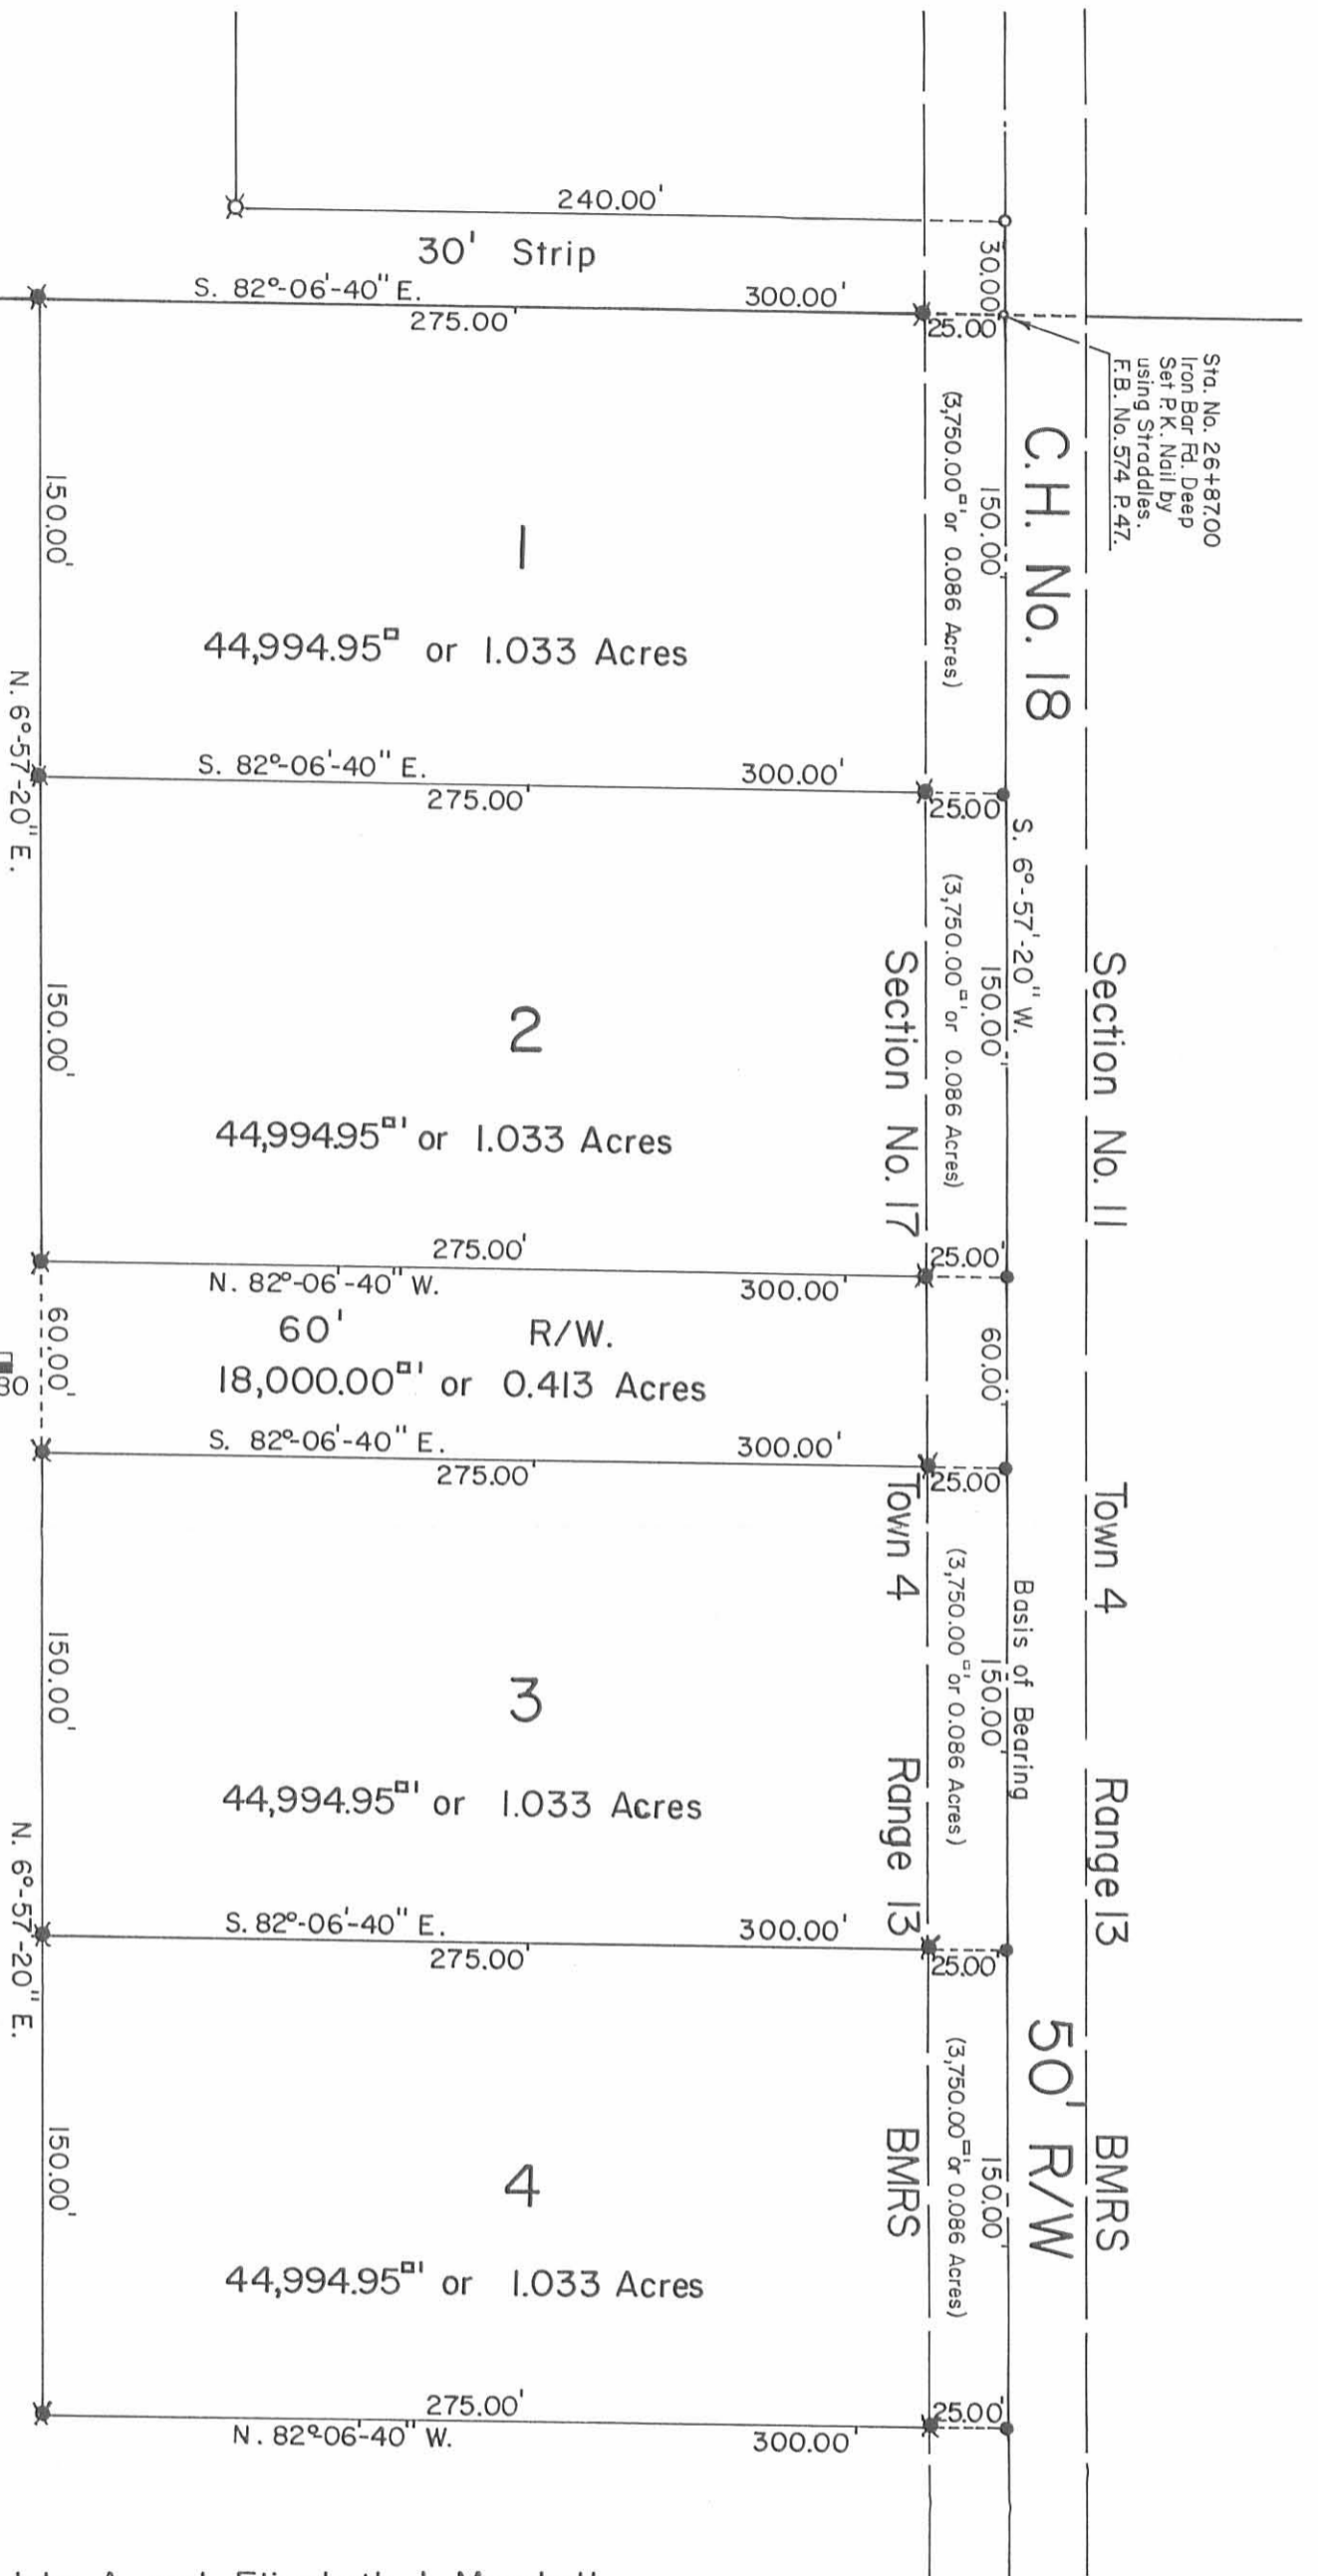 240.00'
30' Strip
30.00'
S. 82°-06'-40" E.
300.00'
275.00'
25.00'
Sta. No. 26+87.00
Iron Bar Fd. Deep
Set P.K. Nail by
using Straddles.
F.B. No. 574 P. 47.
C.H. No. 18
150.00'
(3,750.00□' or 0.086 Acres)
1
44,994.95□ or 1.033 Acres
150.00'
N. 6°-57'-20" E.
S. 82°-06'-40" E.
300.00'
275.00'
25.00'
S. 6°-57'-20" W.
150.00'
(3,750.00□' or 0.086 Acres)
Section No. 11
Section No. 17
2
44,994.95□' or 1.033 Acres
150.00'
275.00'
25.00'
N. 82°-06'-40" W.
300.00'
60' R/W.
60.00'
60.00'
18,000.00□' or 0.413 Acres
80
S. 82°-06'-40" E.
300.00'
275.00'
25.00'
Town 4
Town 4
Basis of Bearing
150.00'
(3,750.00□' or 0.086 Acres)
3
150.00'
44,994.95□' or 1.033 Acres
Range 13
Range 13
N. 6°-57'-20" E.
S. 82°-06'-40" E.
300.00'
275.00'
25.00'
50' R/W
BMRS
BMRS
150.00'
(3,750.00□' or 0.086 Acres)
4
150.00'
44,994.95□' or 1.033 Acres
275.00'
25.00'
N. 82°-06'-40" W.
300.00'